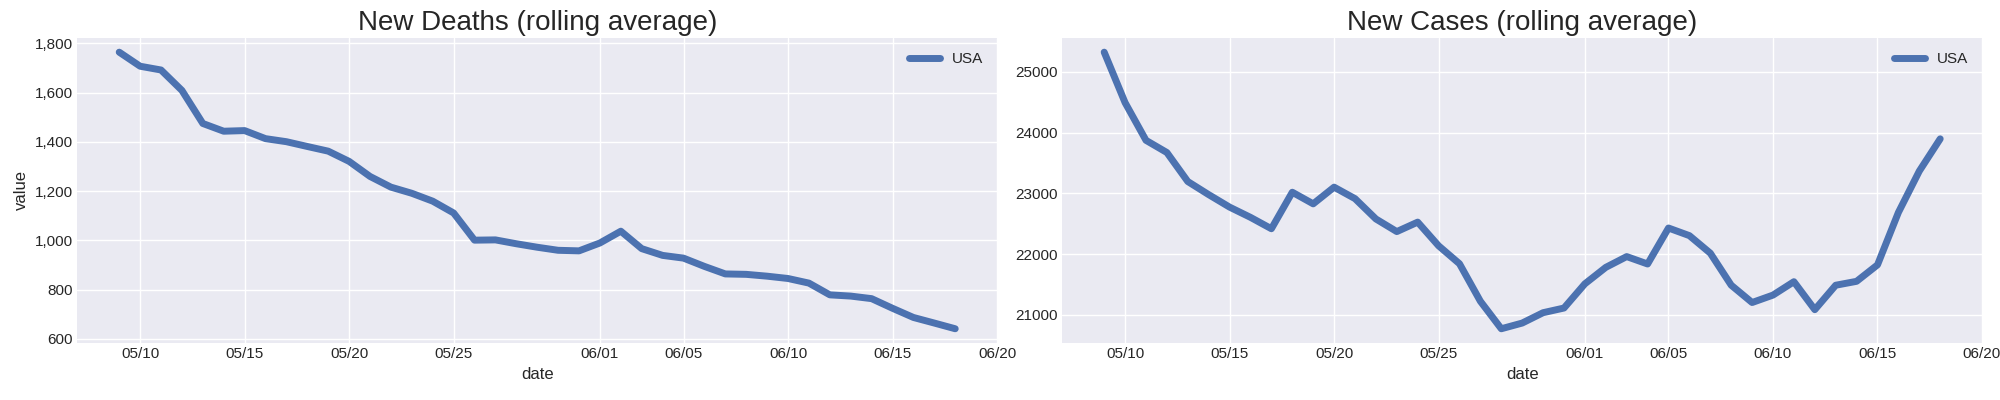 New Deaths (rolling average)
USA
value
1,800
1,600
1,400
1,200
1,000
800
600
05/10 05/15 05/20 05/25 06/01 06/05 06/10 06/15 06/20
date
New Cases (rolling average)
USA
25000
24000
23000
22000
21000
05/10 05/15 05/20 05/25 06/01 06/05 06/10 06/15 06/20
date